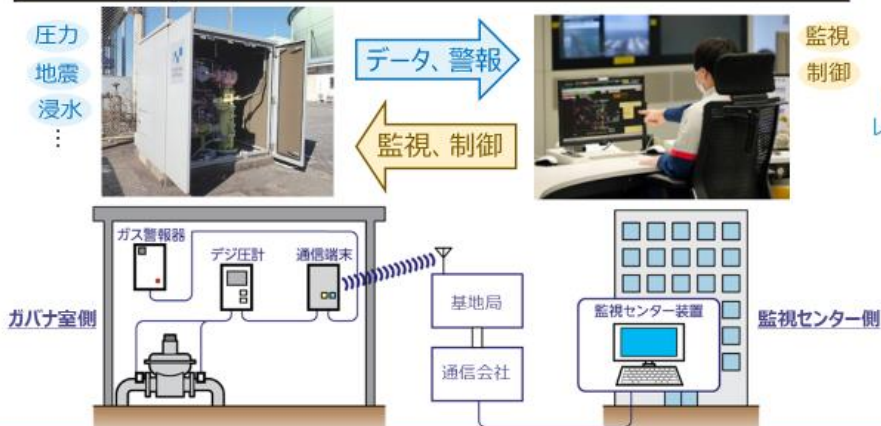 圧力
地震
浸水
⋮
データ、警報
監視、制御
監視
制御
レ
ガス警報器
デジ圧計
通信端末
ガバナ室側
基地局
通信会社
監視センター装置
監視センター側